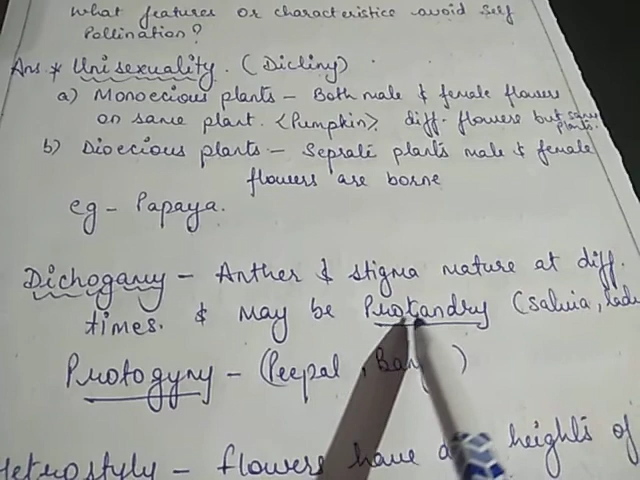 What features or characteristice avoid self
Pollination?
Ans * Unisexuality. (Dicliny)
a) Monoecious plants - Both male & female flowers
on same plant. <Pumpkin> diff. flowers but same
plants.
b) Dioecious plants - Seprate plants male & female
flowers are borne
eg - Papaya.
Dichogamy - Anther & stigma mature at diff.
times. & may be Protandry (Salvia,
Protogyny - (Peepal, )
Hetrostyly - flowers have heights of